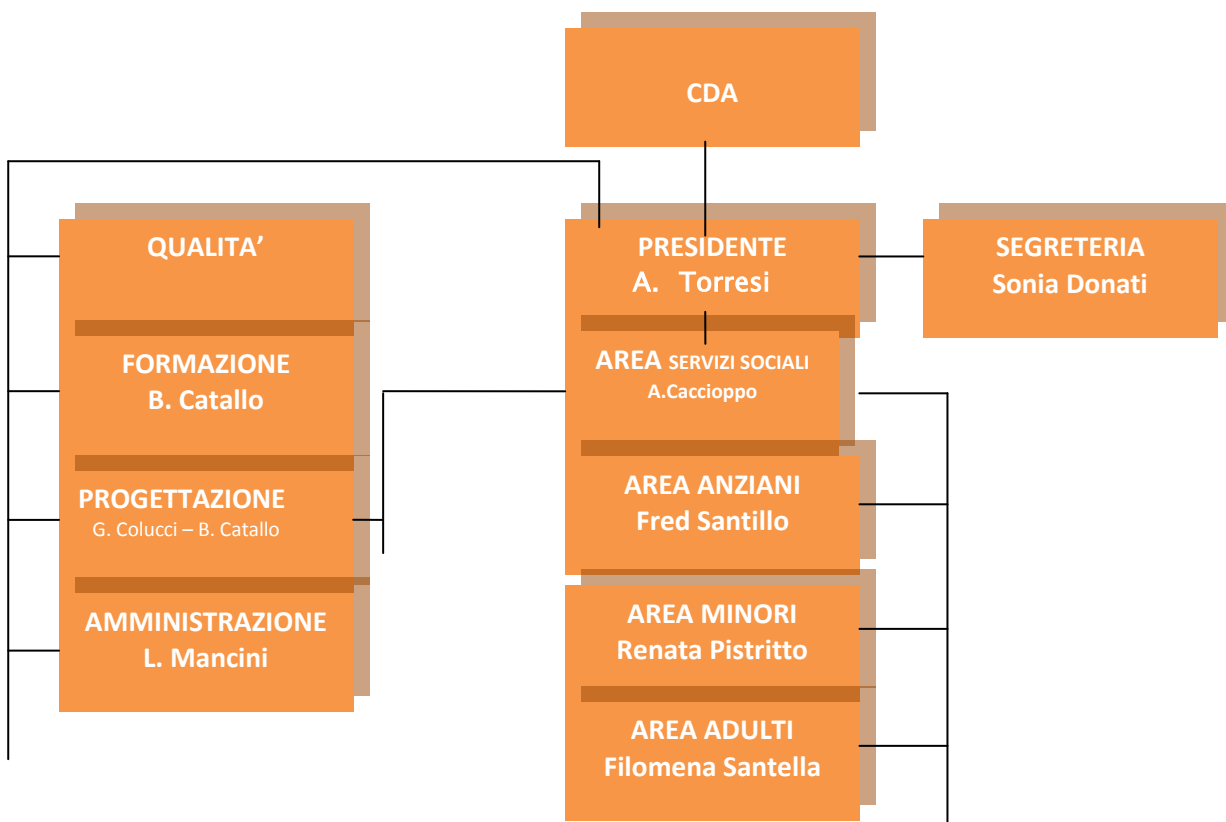 CDA
QUALITA’
PRESIDENTE
A. Torresi
SEGRETERIA
Sonia Donati
FORMAZIONE
B. Catallo
AREA SERVIZI SOCIALI
A.Caccioppo
PROGETTAZIONE
G. Colucci – B. Catallo
AREA ANZIANI
Fred Santillo
AMMINISTRAZIONE
L. Mancini
AREA MINORI
Renata Pistritto
AREA ADULTI
Filomena Santella